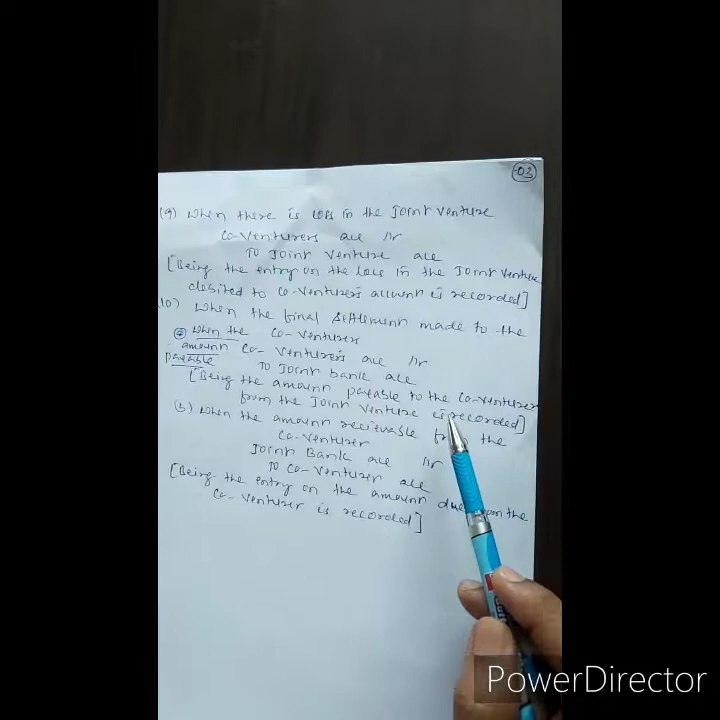 03
(9) When there is loss in the Joint venture
Co-Venturers a/c Dr
To Joint Venture a/c
[Being the entry on the loss in the Joint Venture
debited to Co-Venturers account is recorded]
10) When the final settlement made to the
Co-Venturers
(a) When the
amount
payable
Co-Venturers a/c Dr
To Joint bank a/c
[Being the amount payable to the Co-Venturer
from the Joint Venture is recorded]
(b) When the amount recievable from the
Co-Venturer
Joint Bank a/c Dr
To Co-Venturer a/c
[Being the entry on the amount due from the
Co-Venturer is recorded]
PowerDirector